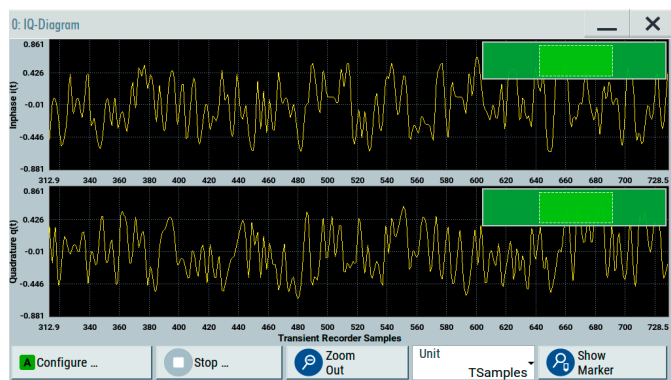 0: IQ-Diagram
Inphase i(t)
0.861
0.426
-0.01
-0.446
-0.881
312.9 340 360 380 400 420 440 460 480 500 520 540 560 580 600 620 640 660 680 700 728.5
Quadrature q(t)
0.861
0.426
-0.01
-0.446
-0.881
312.9 340 360 380 400 420 440 460 480 500 520 540 560 580 600 620 640 660 680 700 728.5
Transient Recorder Samples
A Configure ...
Stop ...
Zoom
Out
Unit
TSamples
Show
Marker